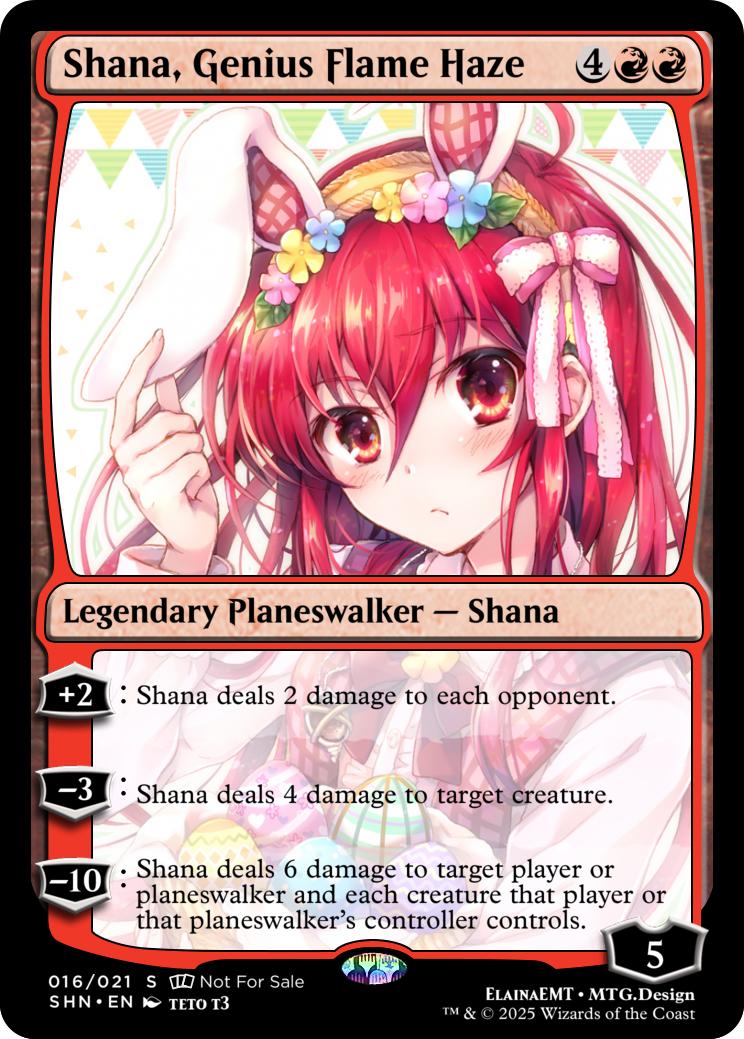 Shana, Genius Flame Haze 4
Legendary Planeswalker — Shana
+2 : Shana deals 2 damage to each opponent.
−3 : Shana deals 4 damage to target creature.
−10 : Shana deals 6 damage to target player or
planeswalker and each creature that player or
that planeswalker's controller controls.
5
016/021 S Not For Sale
SHN • EN TETO T3
ElainaEMT • MTG.Design
™ & © 2025 Wizards of the Coast